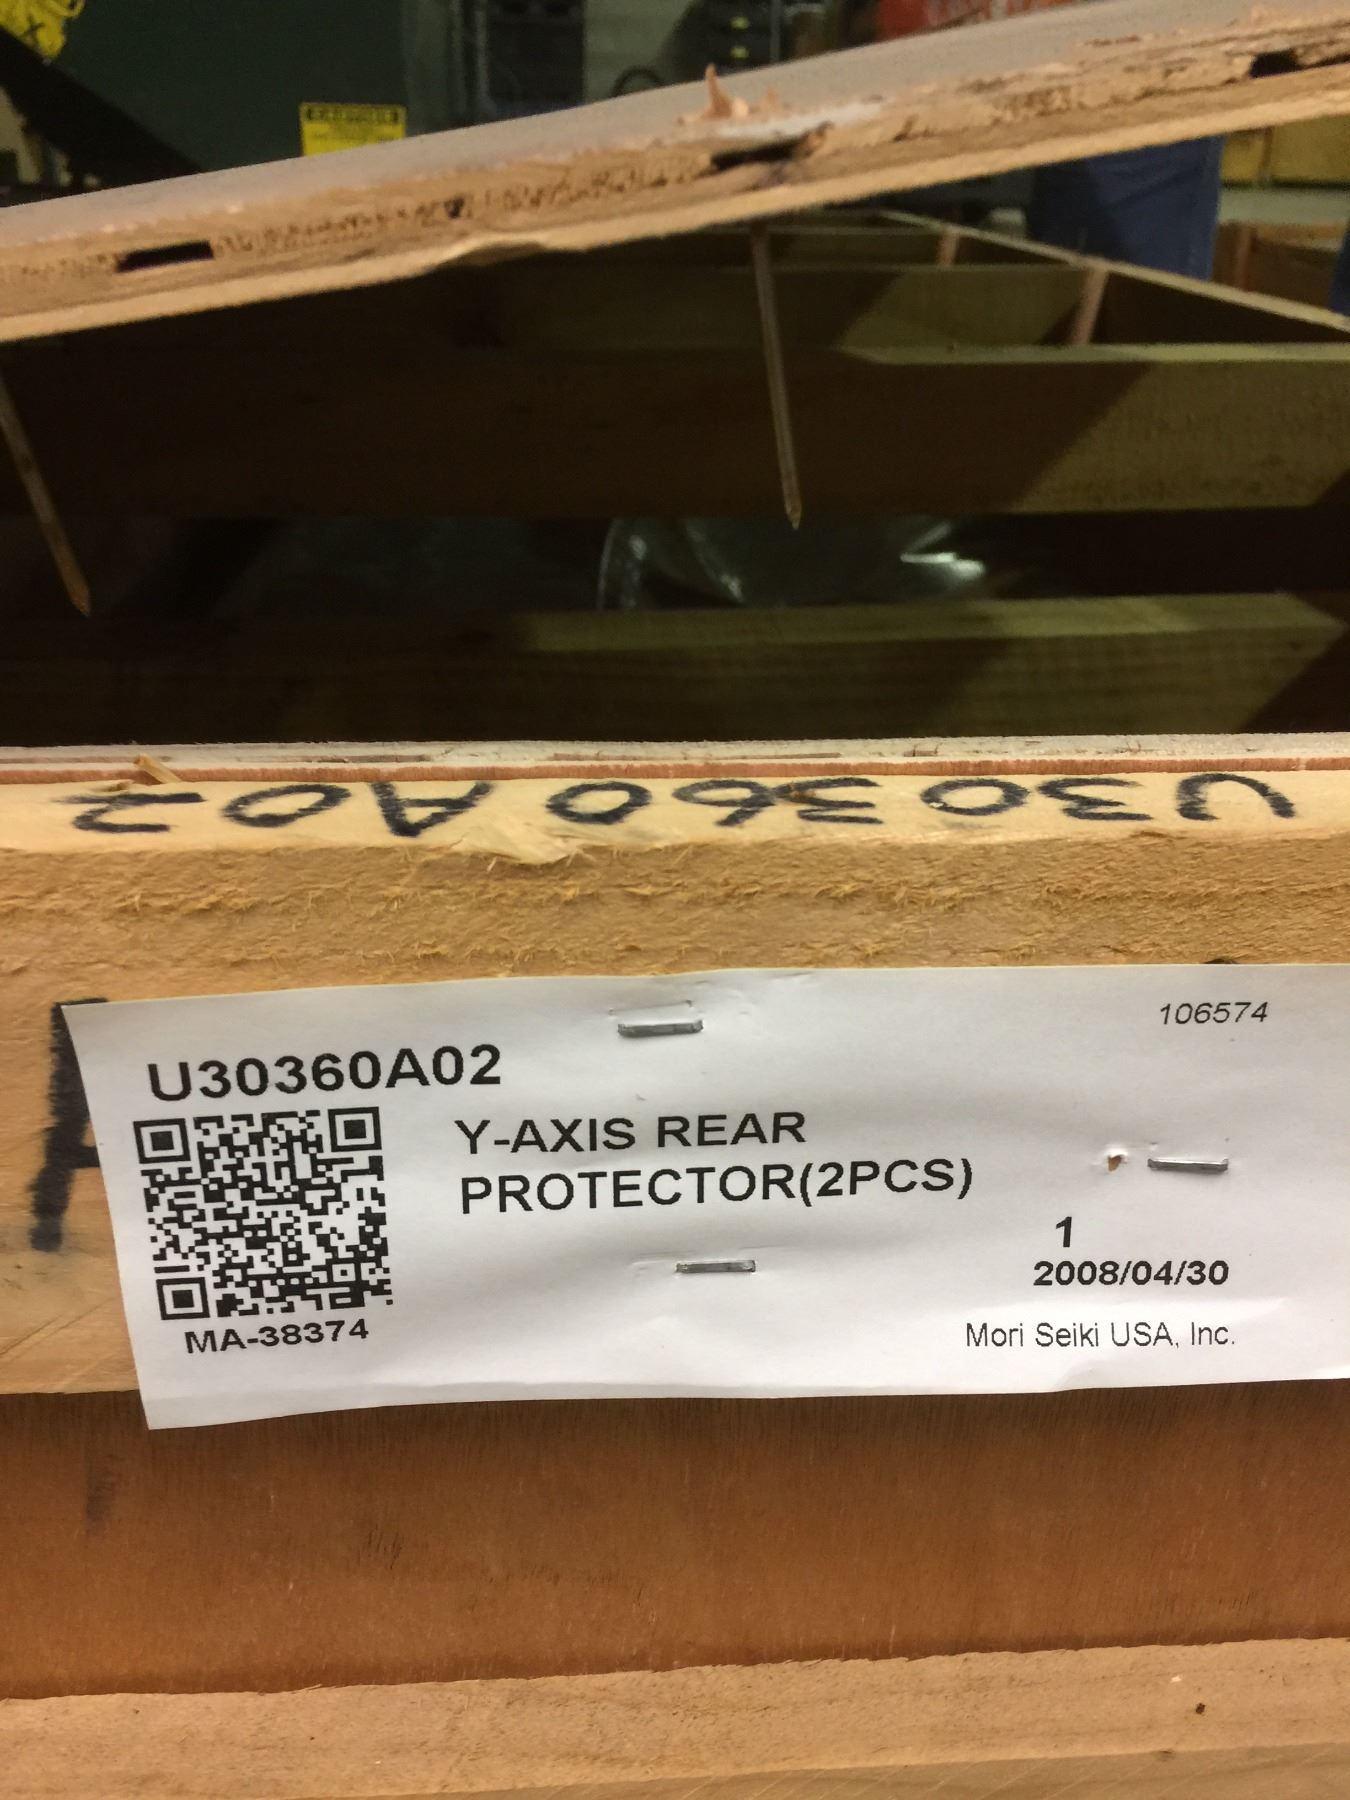 U30360A02
106574
U30360A02
Y-AXIS REAR
PROTECTOR(2PCS)
1
2008/04/30
MA-38374
Mori Seiki USA, Inc.